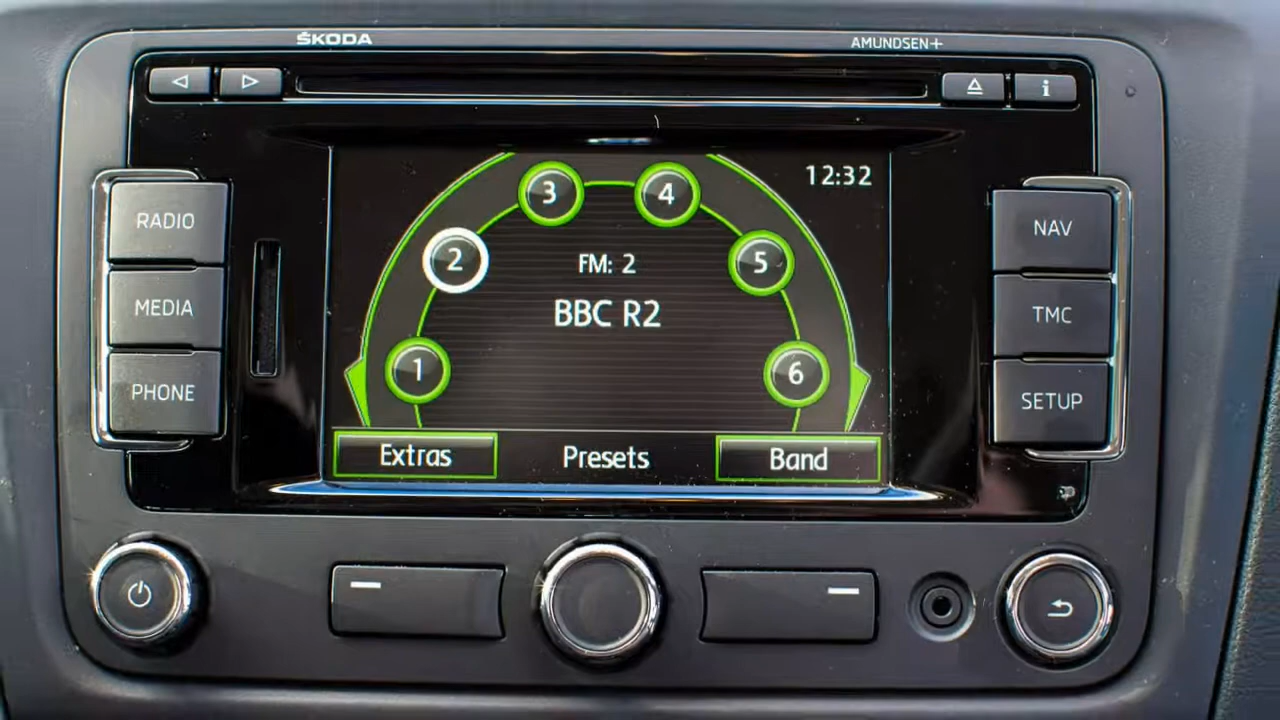 ŠKODA
AMUNDSEN+
i
12:32
3
4
2
5
1
6
FM: 2
BBC R2
Extras
Presets
Band
RADIO
MEDIA
PHONE
NAV
TMC
SETUP